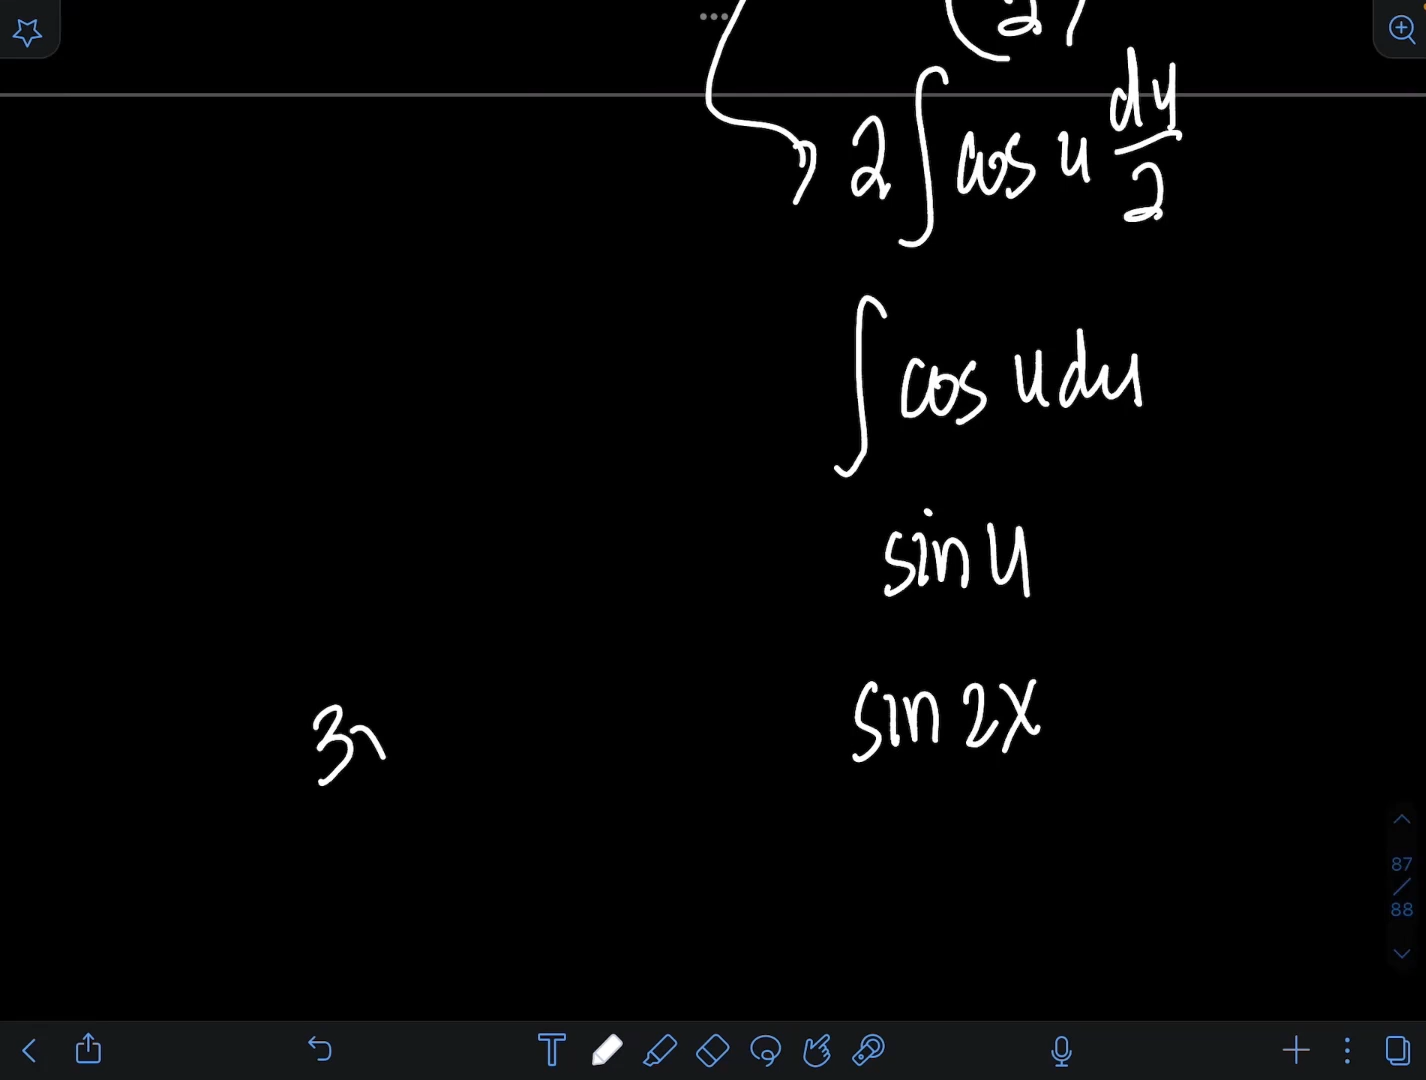 2 ∫ cos u du/2
∫ cos u du
sin u
sin 2x
3
87
/
88
T